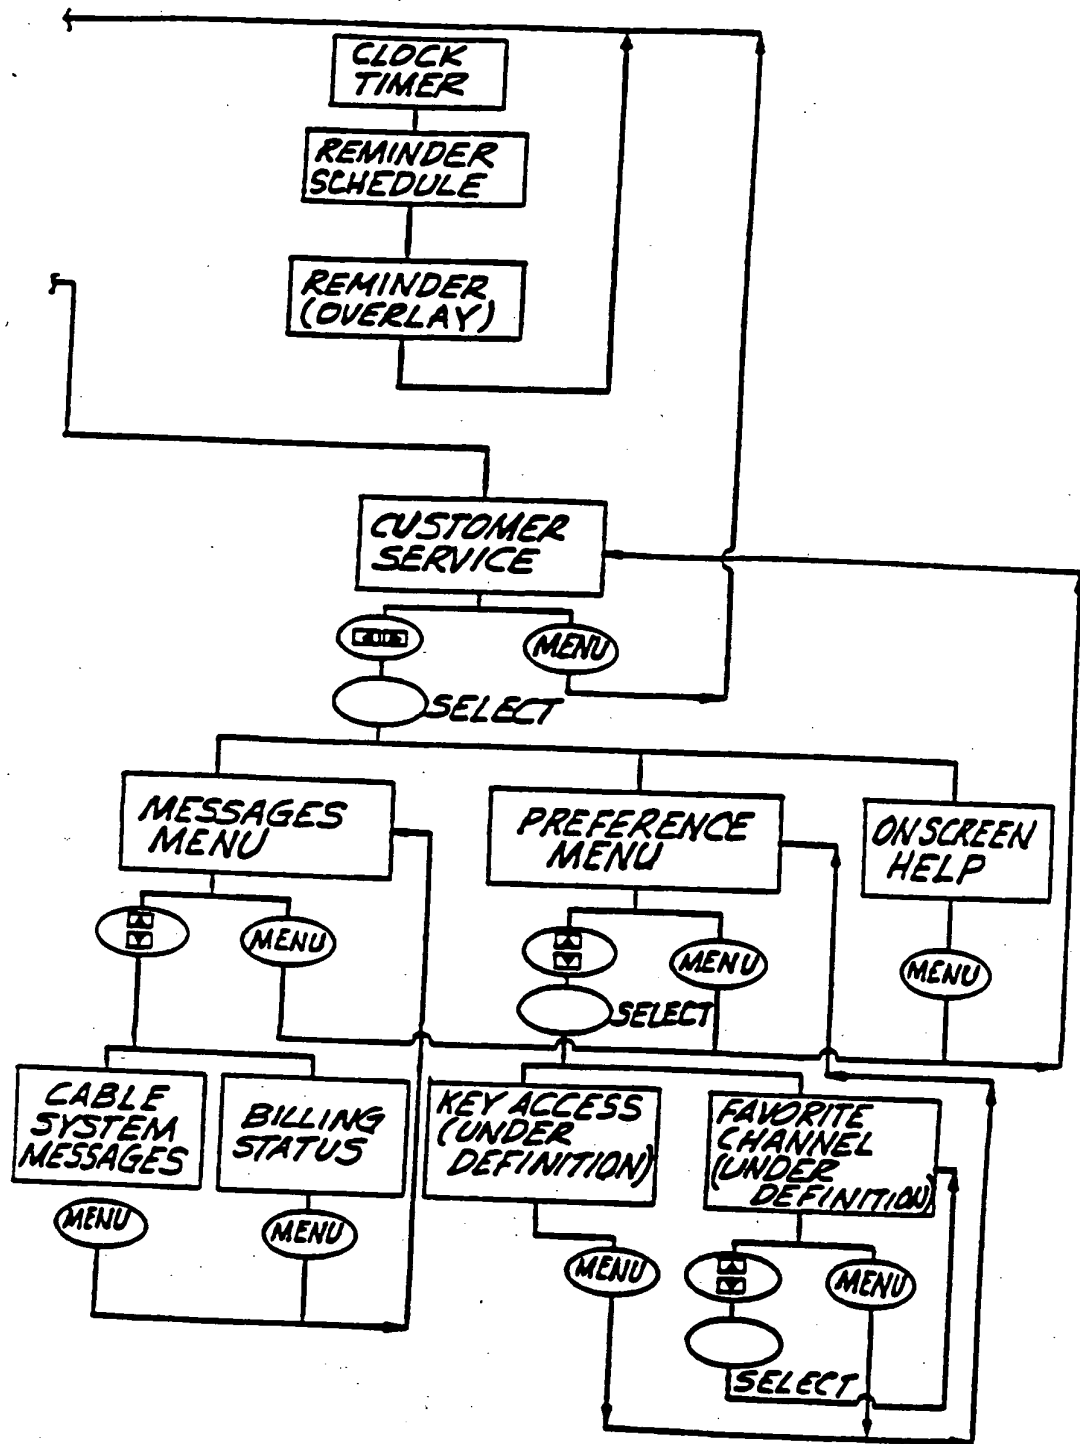 CLOCK
TIMER
REMINDER
SCHEDULE
REMINDER
(OVERLAY)
CUSTOMER
SERVICE
MENU
SELECT
MESSAGES
MENU
PREFERENCE
MENU
ON SCREEN
HELP
MENU
MENU
MENU
SELECT
CABLE
SYSTEM
MESSAGES
BILLING
STATUS
KEY ACCESS
(UNDER
DEFINITION)
FAVORITE
CHANNEL
(UNDER
DEFINITION)
MENU
MENU
MENU
MENU
SELECT